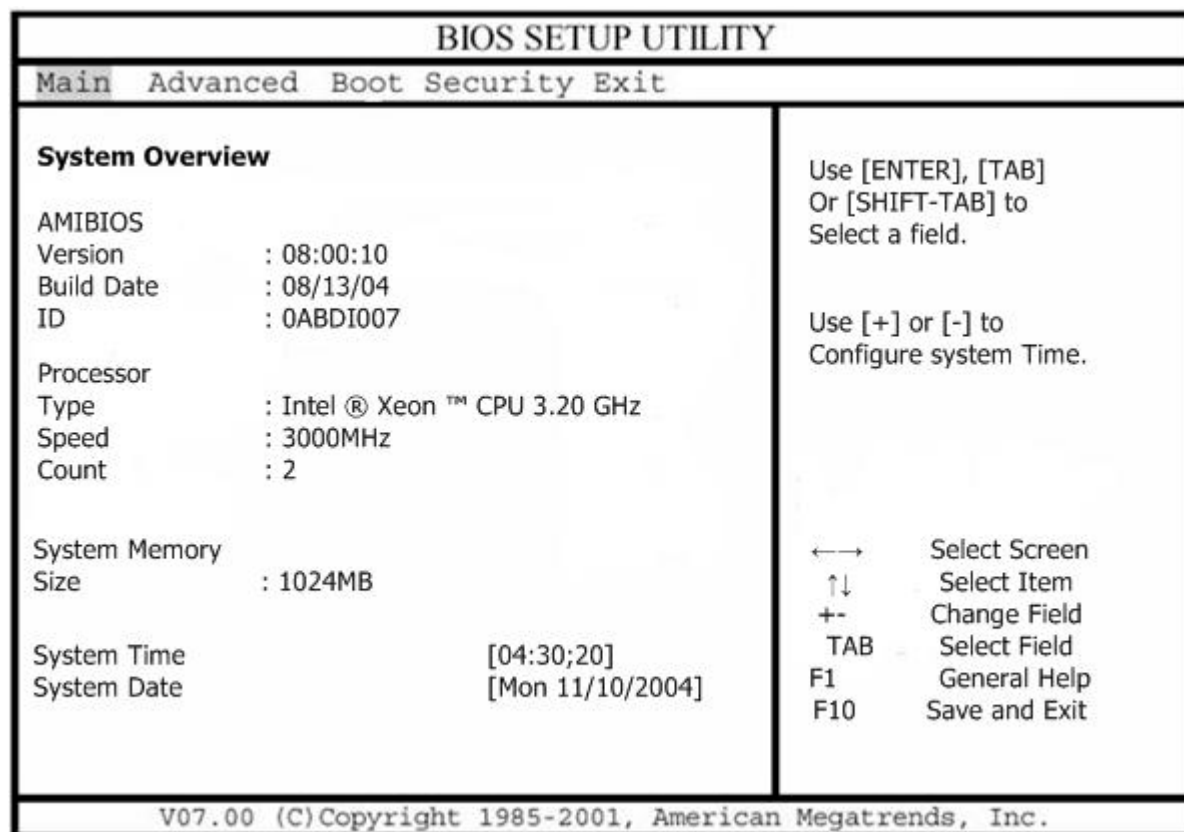 BIOS SETUP UTILITY
Main Advanced Boot Security Exit
System Overview
AMIBIOS
Version : 08:00:10
Build Date : 08/13/04
ID : 0ABDI007
Processor
Type : Intel ® Xeon ™ CPU 3.20 GHz
Speed : 3000MHz
Count : 2
System Memory
Size : 1024MB
System Time [04:30;20]
System Date [Mon 11/10/2004]
Use [ENTER], [TAB]
Or [SHIFT-TAB] to
Select a field.
Use [+] or [-] to
Configure system Time.
←→ Select Screen
↑↓ Select Item
+- Change Field
TAB Select Field
F1 General Help
F10 Save and Exit
V07.00 (C)Copyright 1985-2001, American Megatrends, Inc.